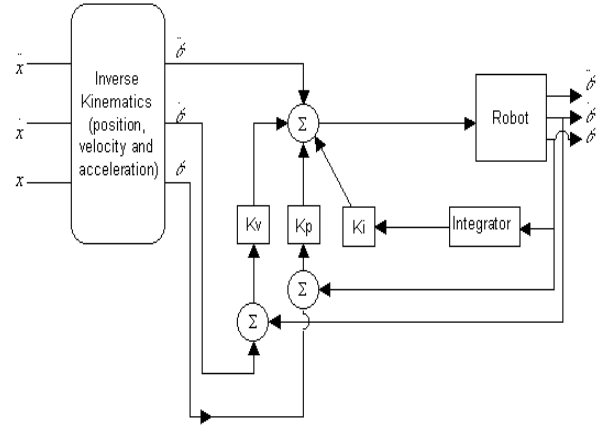 ẍ
ẋ
x
Inverse
Kinematics
(position,
velocity and
acceleration)
Σ
Robot
Kv
Kp
Ki
Integrator
Σ
Σ